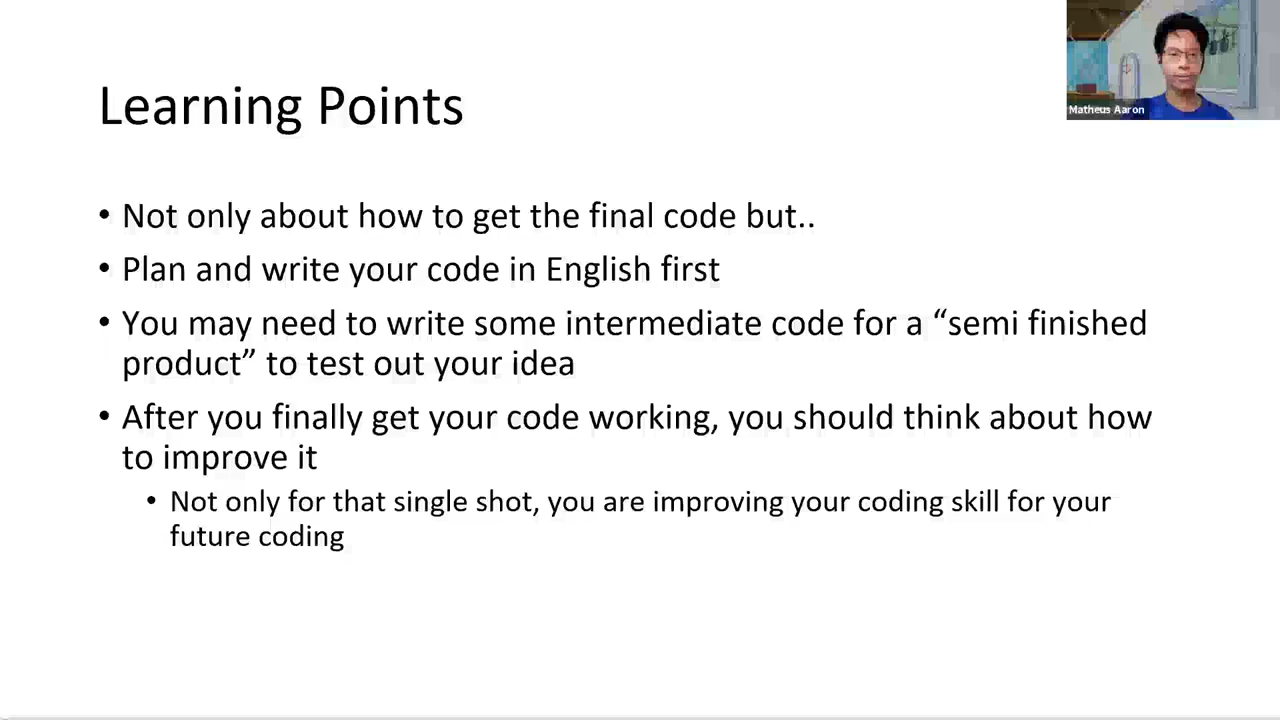 Learning Points
Matheus Aaron
• Not only about how to get the final code but..
• Plan and write your code in English first
• You may need to write some intermediate code for a “semi finished
product” to test out your idea
• After you finally get your code working, you should think about how
to improve it
• Not only for that single shot, you are improving your coding skill for your
future coding